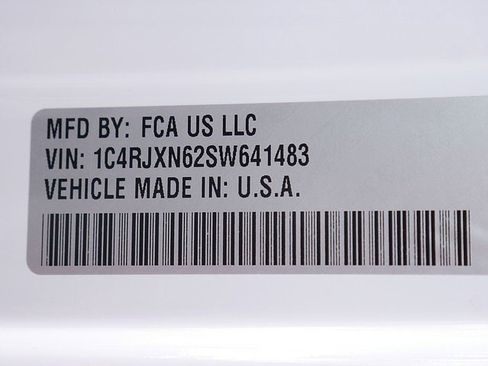 MFD BY: FCA US LLC
VIN: 1C4RJXN62SW641483
VEHICLE MADE IN: U.S.A.